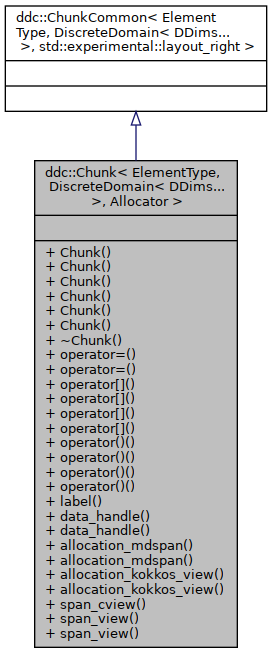 ddc::ChunkCommon< Element
Type, DiscreteDomain< DDims...
>, std::experimental::layout_right >
ddc::Chunk< ElementType,
DiscreteDomain< DDims...
>, Allocator >
+ Chunk()
+ Chunk()
+ Chunk()
+ Chunk()
+ Chunk()
+ Chunk()
+ ~Chunk()
+ operator=()
+ operator=()
+ operator[]()
+ operator[]()
+ operator[]()
+ operator[]()
+ operator()()
+ operator()()
+ operator()()
+ operator()()
+ label()
+ data_handle()
+ data_handle()
+ allocation_mdspan()
+ allocation_mdspan()
+ allocation_kokkos_view()
+ allocation_kokkos_view()
+ span_cview()
+ span_view()
+ span_view()